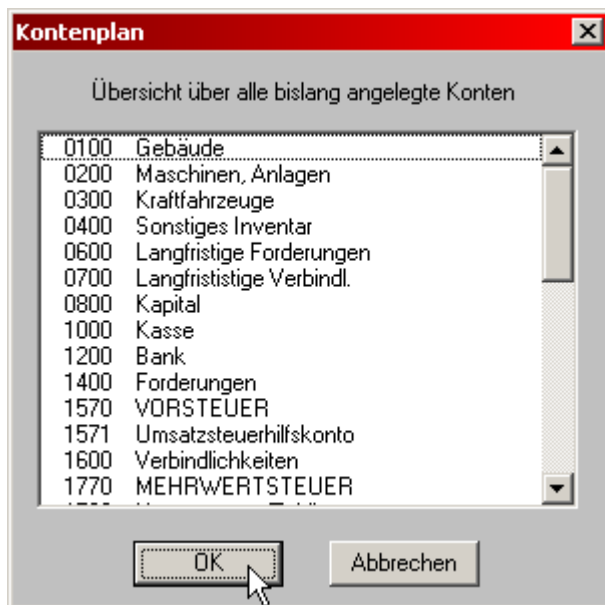 Kontenplan
Übersicht über alle bislang angelegte Konten
0100 Gebäude
0200 Maschinen, Anlagen
0300 Kraftfahrzeuge
0400 Sonstiges Inventar
0600 Langfristige Forderungen
0700 Langfrististige Verbindl.
0800 Kapital
1000 Kasse
1200 Bank
1400 Forderungen
1570 VORSTEUER
1571 Umsatzsteuerhilfskonto
1600 Verbindlichkeiten
1770 MEHRWERTSTEUER
OK Abbrechen